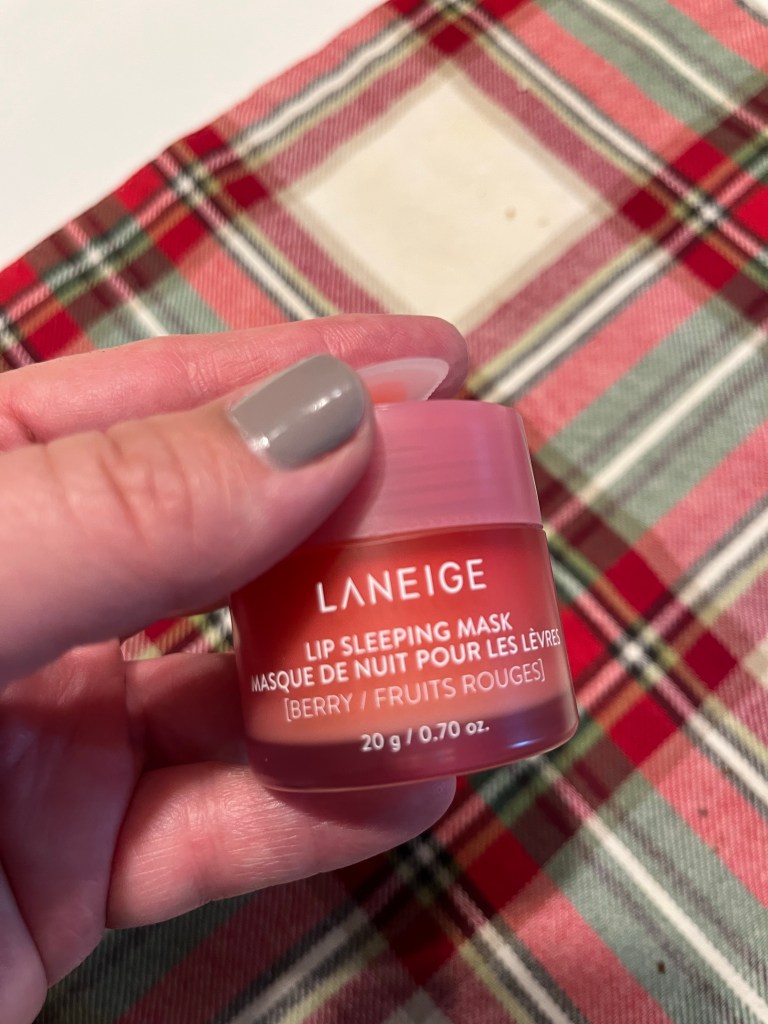 LANEIGE
LIP SLEEPING MASK
MASQUE DE NUIT POUR LES LÈVRES
[BERRY / FRUITS ROUGES]
20 g / 0.70 oz.